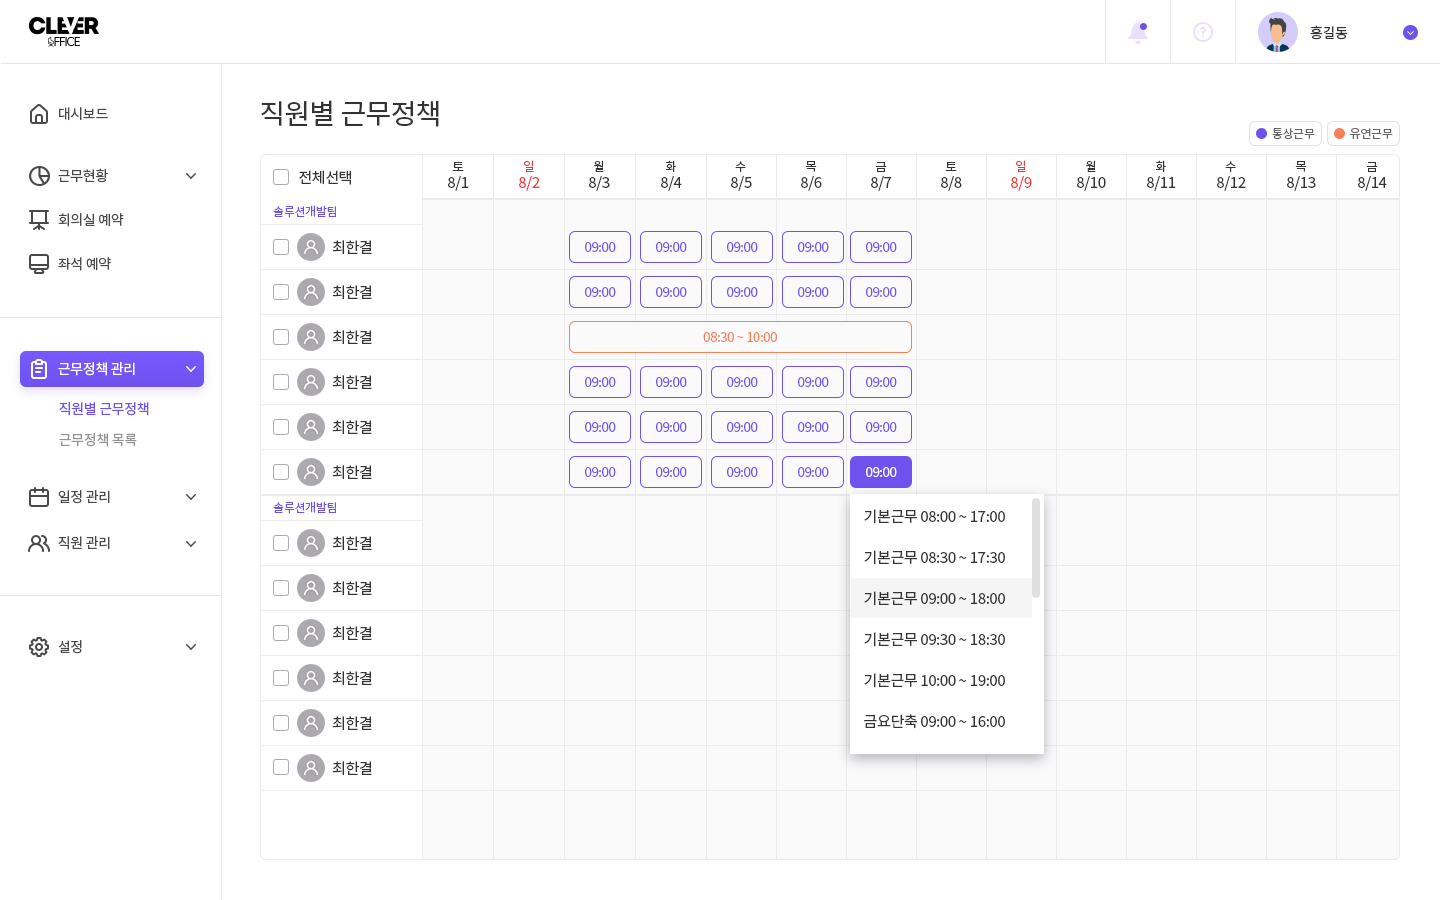 CLEVER
OFFICE
홍길동
대시보드
근무현황
회의실 예약
좌석 예약
근무정책 관리
직원별 근무정책
근무정책 목록
일정 관리
직원 관리
설정
직원별 근무정책
통상근무 유연근무
전체선택
토 일 월 화 수 목 금 토 일 월 화 수 목 금
8/1 8/2 8/3 8/4 8/5 8/6 8/7 8/8 8/9 8/10 8/11 8/12 8/13 8/14
솔루션개발팀
최한결 09:00 09:00 09:00 09:00 09:00
최한결 09:00 09:00 09:00 09:00 09:00
최한결 08:30 ~ 10:00
최한결 09:00 09:00 09:00 09:00 09:00
최한결 09:00 09:00 09:00 09:00 09:00
최한결 09:00 09:00 09:00 09:00 09:00
솔루션개발팀
최한결
최한결
최한결
최한결
최한결
최한결
기본근무 08:00 ~ 17:00
기본근무 08:30 ~ 17:30
기본근무 09:00 ~ 18:00
기본근무 09:30 ~ 18:30
기본근무 10:00 ~ 19:00
금요단축 09:00 ~ 16:00